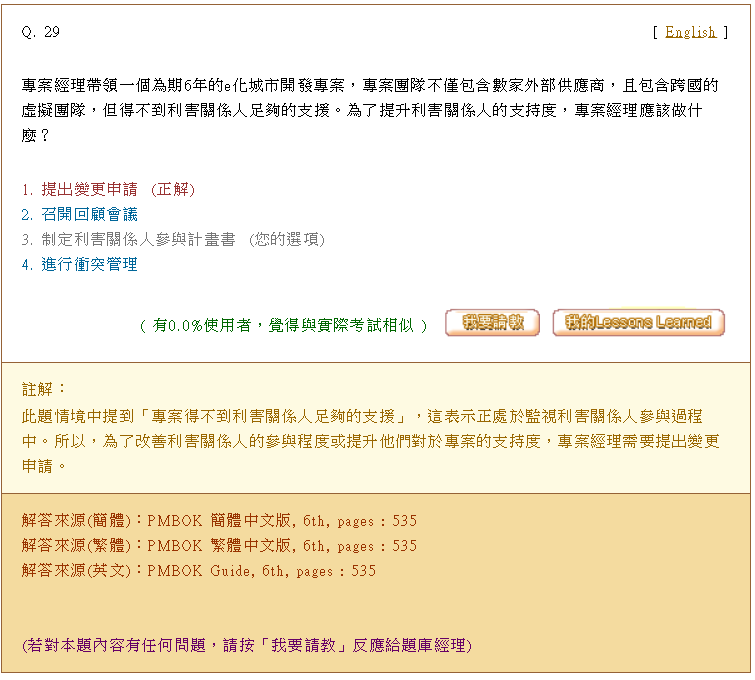 Q. 29 [ English ]
專案經理帶領一個為期6年的e化城市開發專案，專案團隊不僅包含數家外部供應商，且包含跨國的
虛擬團隊，但得不到利害關係人足夠的支援。為了提升利害關係人的支持度，專案經理應該做什
麼？
1. 提出變更申請 (正解)
2. 召開回顧會議
3. 制定利害關係人參與計畫書 (您的選項)
4. 進行衝突管理
( 有0.0%使用者，覺得與實際考試相似 ) 我要請教 我的Lessons Learned
註解：
此題情境中提到「專案得不到利害關係人足夠的支援」，這表示正處於監視利害關係人參與過程
中。所以，為了改善利害關係人的參與程度或提升他們對於專案的支持度，專案經理需要提出變更
申請。
解答來源(簡體)：PMBOK 簡體中文版, 6th, pages : 535
解答來源(繁體)：PMBOK 繁體中文版, 6th, pages : 535
解答來源(英文)：PMBOK Guide, 6th, pages : 535
(若對本題內容有任何問題，請按「我要請教」反應給題庫經理)